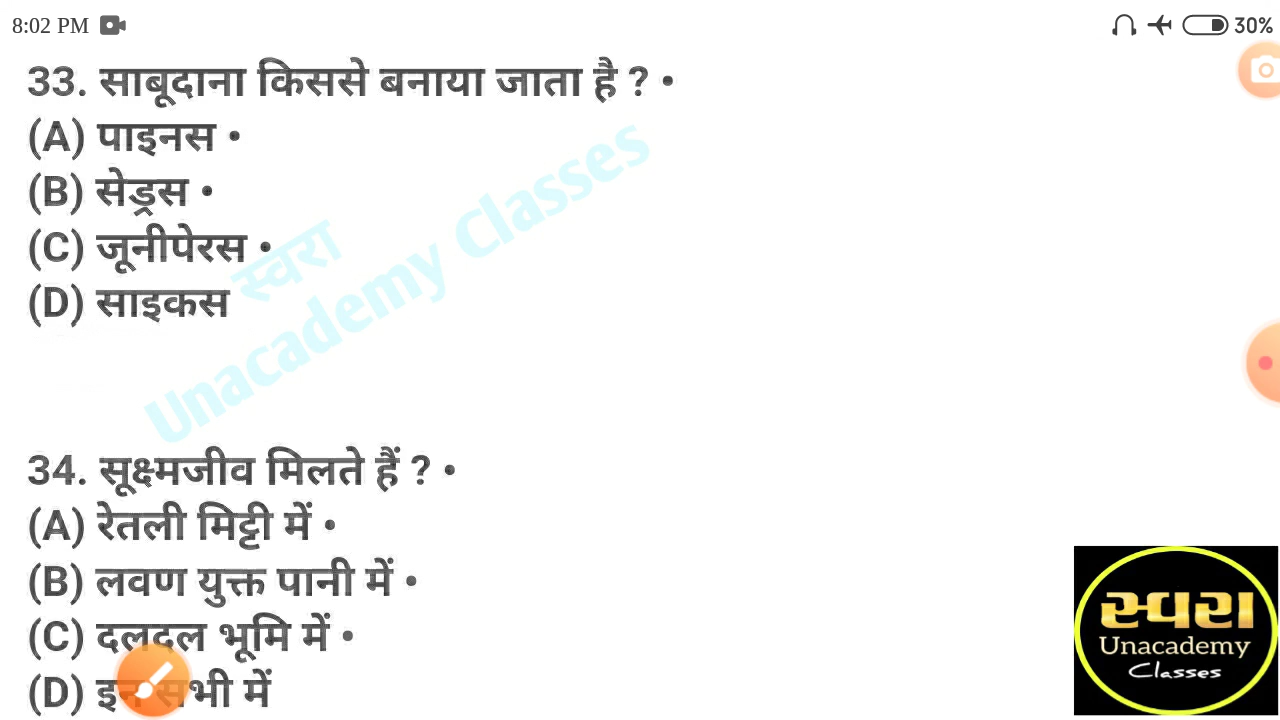 8:02 PM
30%
33. साबूदाना किससे बनाया जाता है ? •
(A) पाइनस •
(B) सेड्रस •
(C) जूनीपेरस •
(D) साइकस
स्वरा
Unacademy Classes
34. सूक्ष्मजीव मिलते हैं ? •
(A) रेतली मिट्टी में •
(B) लवण युक्त पानी में •
(C) दलदल भूमि में •
(D) इन सभी में
સ્વરા
Unacademy
Classes